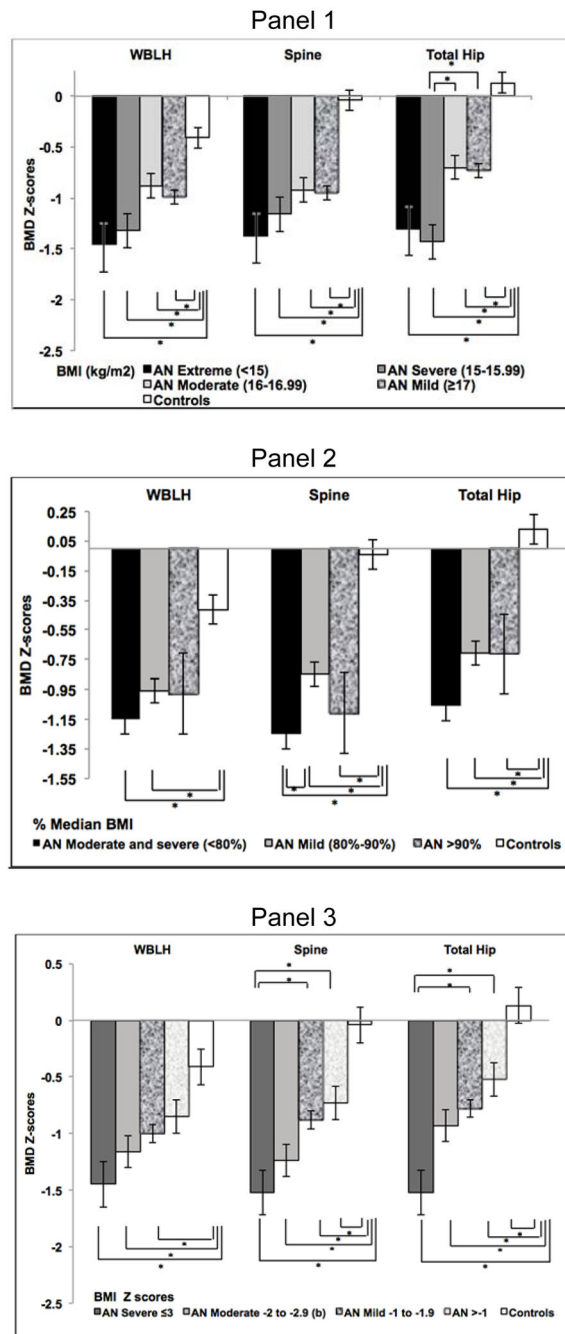 Panel 1
WBLH Spine Total Hip
BMD Z-scores
0
-0.5
-1
-1.5
-2
-2.5
* * * * * * * * * * * * * *
BMI (kg/m2) AN Extreme (<15) AN Severe (15-15.99)
AN Moderate (16-16.99) AN Mild (≥17)
Controls
Panel 2
WBLH Spine Total Hip
BMD Z-scores
0.25
0.05
-0.15
-0.35
-0.55
-0.75
-0.95
-1.15
-1.35
-1.55
* * * * * * * * *
% Median BMI
AN Moderate and severe (<80%) AN Mild (80%-90%) AN >90% Controls
Panel 3
WBLH Spine Total Hip
BMD Z-scores
0.5
0
-0.5
-1
-1.5
-2
-2.5
* * * * * * * * * * * * * * *
BMI Z scores
AN Severe ≤3 AN Moderate -2 to -2.9 (b) AN Mild -1 to -1.9 AN >-1 Controls